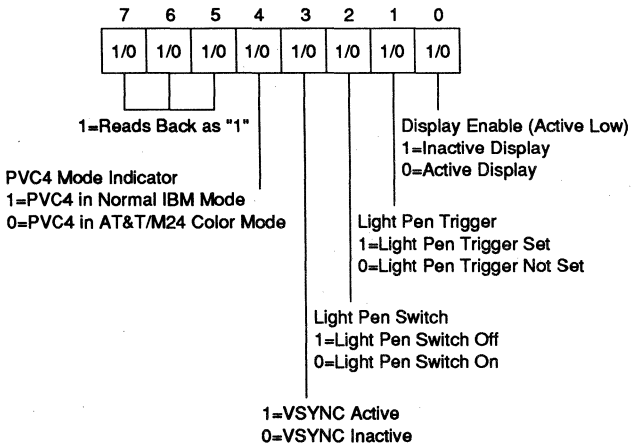 7 6 5 4 3 2 1 0
1/0 1/0 1/0 1/0 1/0 1/0 1/0 1/0
1=Reads Back as "1"
Display Enable (Active Low)
1=Inactive Display
0=Active Display
PVC4 Mode Indicator
1=PVC4 in Normal IBM Mode
0=PVC4 in AT&T/M24 Color Mode
Light Pen Trigger
1=Light Pen Trigger Set
0=Light Pen Trigger Not Set
Light Pen Switch
1=Light Pen Switch Off
0=Light Pen Switch On
1=VSYNC Active
0=VSYNC Inactive